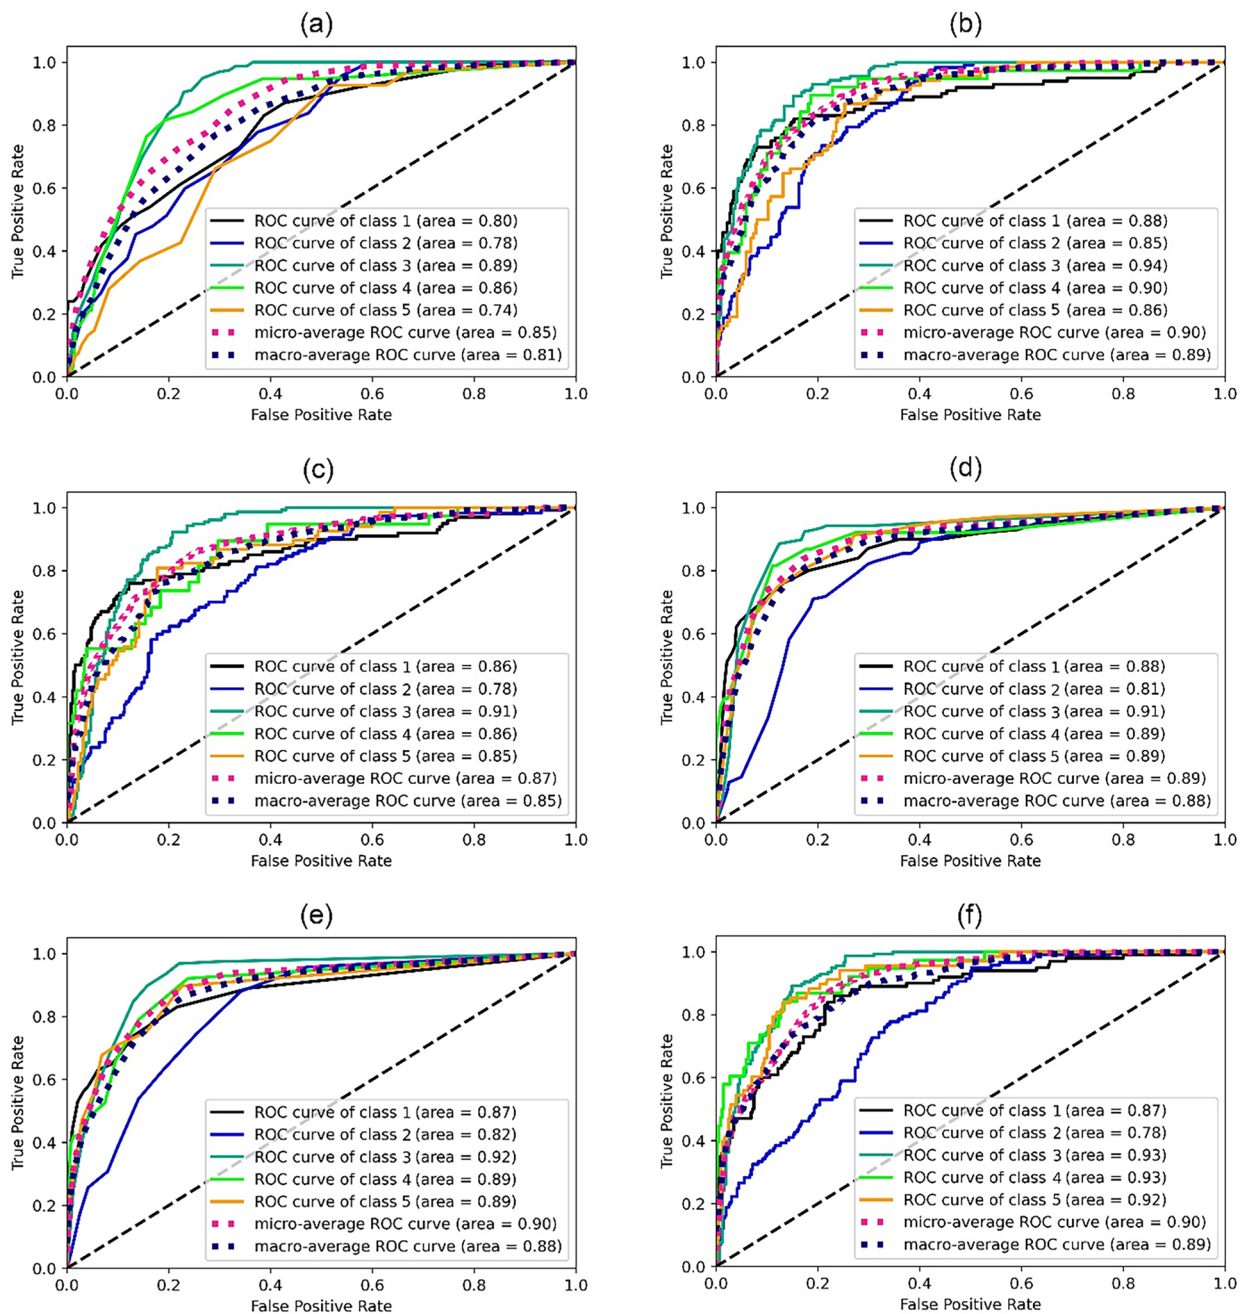 (a)
1.0
0.8
0.6
0.4
0.2
0.0
True Positive Rate
ROC curve of class 1 (area = 0.80)
ROC curve of class 2 (area = 0.78)
ROC curve of class 3 (area = 0.89)
ROC curve of class 4 (area = 0.86)
ROC curve of class 5 (area = 0.74)
micro-average ROC curve (area = 0.85)
macro-average ROC curve (area = 0.81)
0.0 0.2 0.4 0.6 0.8 1.0
False Positive Rate
(b)
1.0
0.8
0.6
0.4
0.2
0.0
True Positive Rate
ROC curve of class 1 (area = 0.88)
ROC curve of class 2 (area = 0.85)
ROC curve of class 3 (area = 0.94)
ROC curve of class 4 (area = 0.90)
ROC curve of class 5 (area = 0.86)
micro-average ROC curve (area = 0.90)
macro-average ROC curve (area = 0.89)
0.0 0.2 0.4 0.6 0.8 1.0
False Positive Rate
(c)
1.0
0.8
0.6
0.4
0.2
0.0
True Positive Rate
ROC curve of class 1 (area = 0.86)
ROC curve of class 2 (area = 0.78)
ROC curve of class 3 (area = 0.91)
ROC curve of class 4 (area = 0.86)
ROC curve of class 5 (area = 0.85)
micro-average ROC curve (area = 0.87)
macro-average ROC curve (area = 0.85)
0.0 0.2 0.4 0.6 0.8 1.0
False Positive Rate
(d)
1.0
0.8
0.6
0.4
0.2
0.0
True Positive Rate
ROC curve of class 1 (area = 0.88)
ROC curve of class 2 (area = 0.81)
ROC curve of class 3 (area = 0.91)
ROC curve of class 4 (area = 0.89)
ROC curve of class 5 (area = 0.89)
micro-average ROC curve (area = 0.89)
macro-average ROC curve (area = 0.88)
0.0 0.2 0.4 0.6 0.8 1.0
False Positive Rate
(e)
1.0
0.8
0.6
0.4
0.2
0.0
True Positive Rate
ROC curve of class 1 (area = 0.87)
ROC curve of class 2 (area = 0.82)
ROC curve of class 3 (area = 0.92)
ROC curve of class 4 (area = 0.89)
ROC curve of class 5 (area = 0.89)
micro-average ROC curve (area = 0.90)
macro-average ROC curve (area = 0.88)
0.0 0.2 0.4 0.6 0.8 1.0
False Positive Rate
(f)
1.0
0.8
0.6
0.4
0.2
0.0
True Positive Rate
ROC curve of class 1 (area = 0.87)
ROC curve of class 2 (area = 0.78)
ROC curve of class 3 (area = 0.93)
ROC curve of class 4 (area = 0.93)
ROC curve of class 5 (area = 0.92)
micro-average ROC curve (area = 0.90)
macro-average ROC curve (area = 0.89)
0.0 0.2 0.4 0.6 0.8 1.0
False Positive Rate